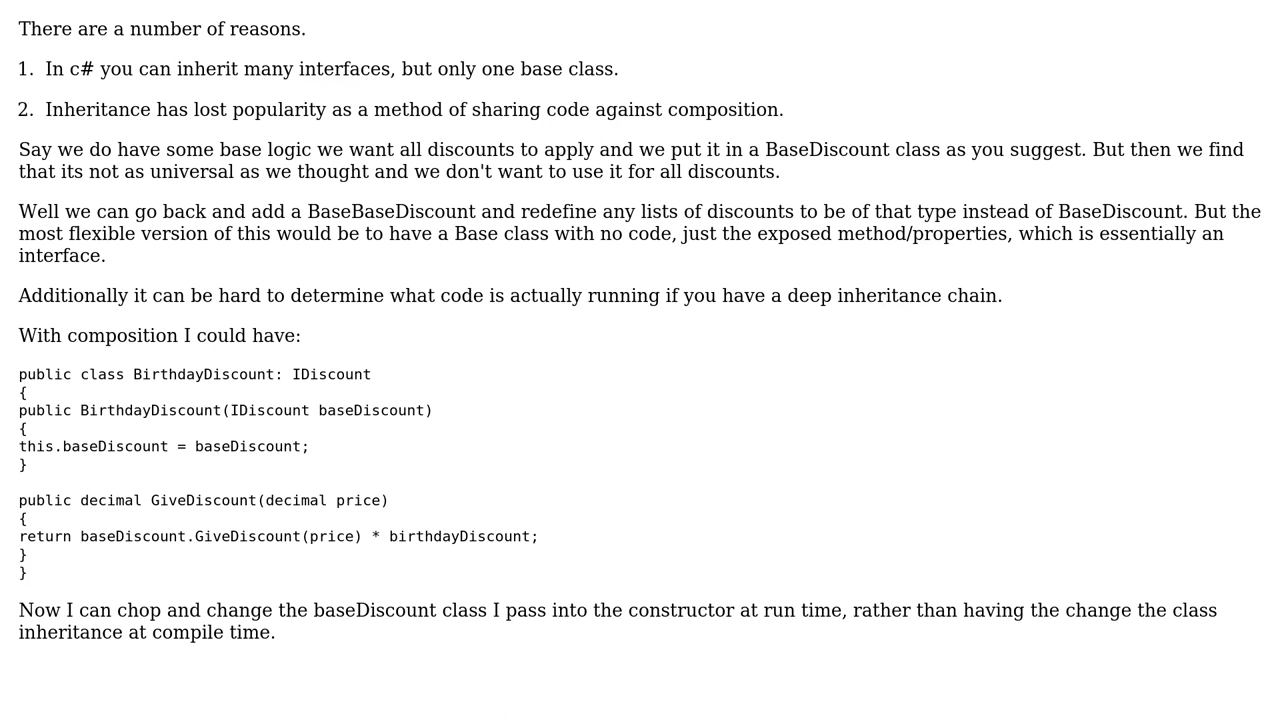 There are a number of reasons.
1. In c# you can inherit many interfaces, but only one base class.
2. Inheritance has lost popularity as a method of sharing code against composition.
Say we do have some base logic we want all discounts to apply and we put it in a BaseDiscount class as you suggest. But then we find
that its not as universal as we thought and we don't want to use it for all discounts.
Well we can go back and add a BaseBaseDiscount and redefine any lists of discounts to be of that type instead of BaseDiscount. But the
most flexible version of this would be to have a Base class with no code, just the exposed method/properties, which is essentially an
interface.
Additionally it can be hard to determine what code is actually running if you have a deep inheritance chain.
With composition I could have:
public class BirthdayDiscount: IDiscount
{
public BirthdayDiscount(IDiscount baseDiscount)
{
this.baseDiscount = baseDiscount;
}
public decimal GiveDiscount(decimal price)
{
return baseDiscount.GiveDiscount(price) * birthdayDiscount;
}
}
Now I can chop and change the baseDiscount class I pass into the constructor at run time, rather than having the change the class
inheritance at compile time.